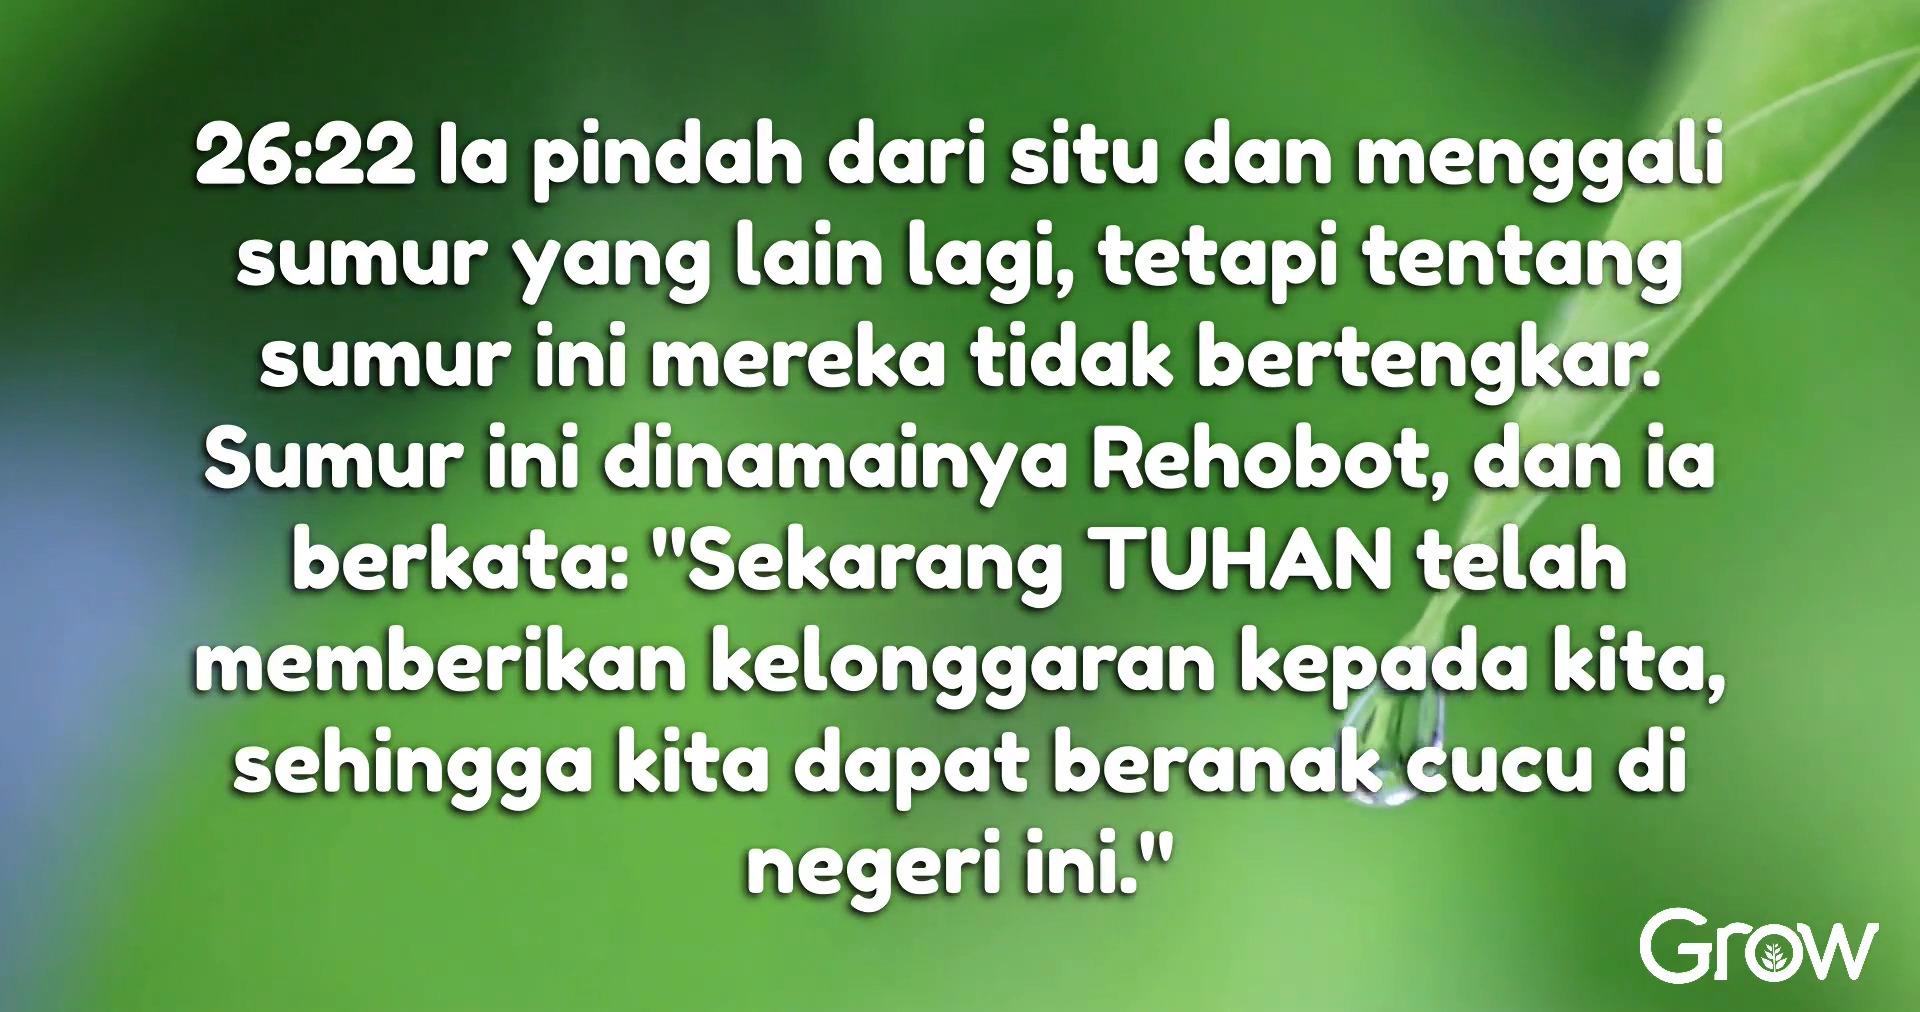 26:22 Ia pindah dari situ dan menggali
sumur yang lain lagi, tetapi tentang
sumur ini mereka tidak bertengkar.
Sumur ini dinamainya Rehobot, dan ia
berkata: "Sekarang TUHAN telah
memberikan kelonggaran kepada kita,
sehingga kita dapat beranak cucu di
negeri ini."
Grow